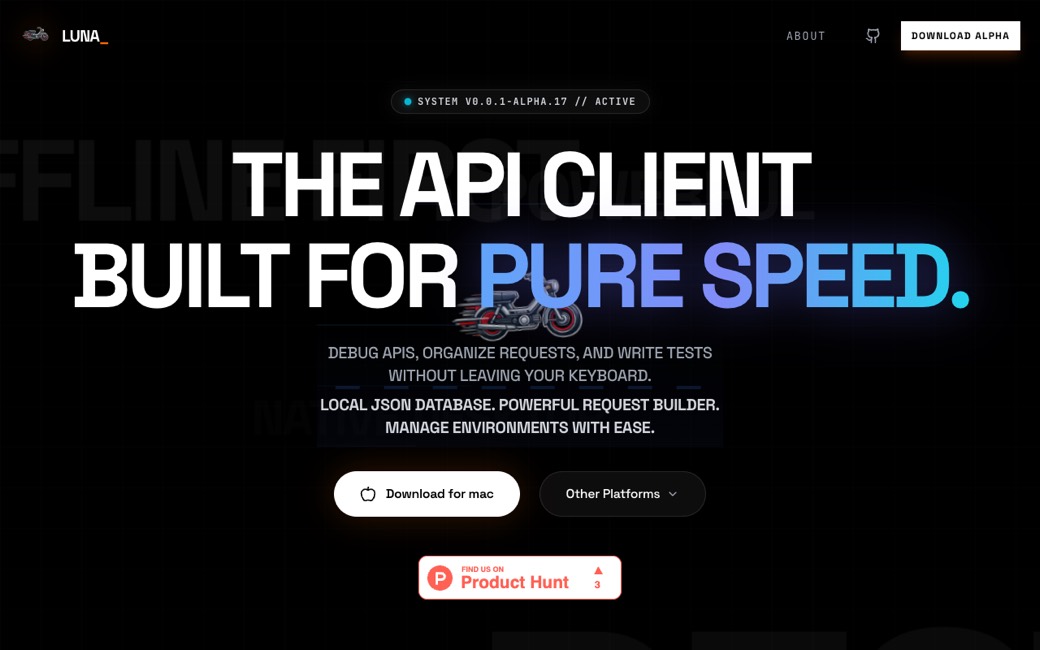 LUNA_
ABOUT
DOWNLOAD ALPHA
SYSTEM V0.0.1-ALPHA.17 // ACTIVE
THE API CLIENT
BUILT FOR PURE SPEED.
DEBUG APIS, ORGANIZE REQUESTS, AND WRITE TESTS
WITHOUT LEAVING YOUR KEYBOARD.
LOCAL JSON DATABASE. POWERFUL REQUEST BUILDER.
MANAGE ENVIRONMENTS WITH EASE.
Download for mac
Other Platforms
FIND US ON
P Product Hunt
3